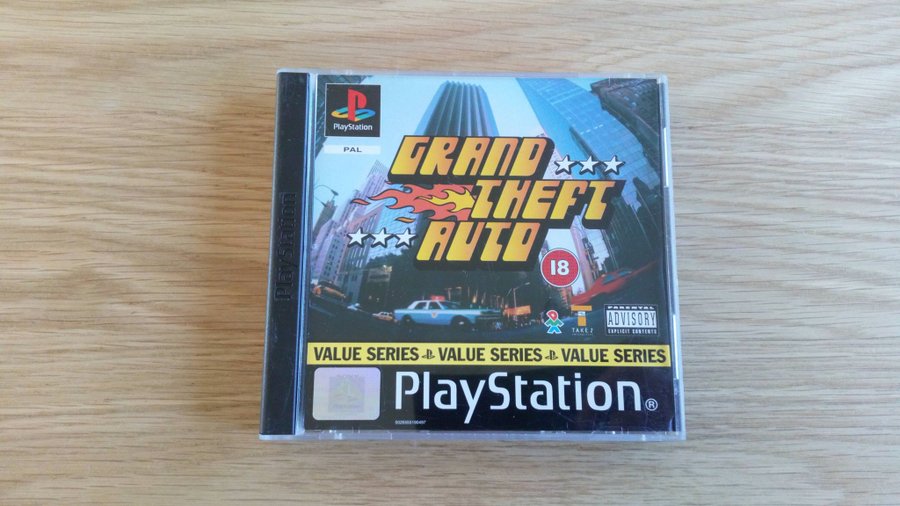 PlayStation
PAL
GRAND
THEFT
AUTO
18
TAKE 2
PARENTAL
ADVISORY
EXPLICIT CONTENT
VALUE SERIES VALUE SERIES VALUE SERIES
PlayStation®
PlayStation